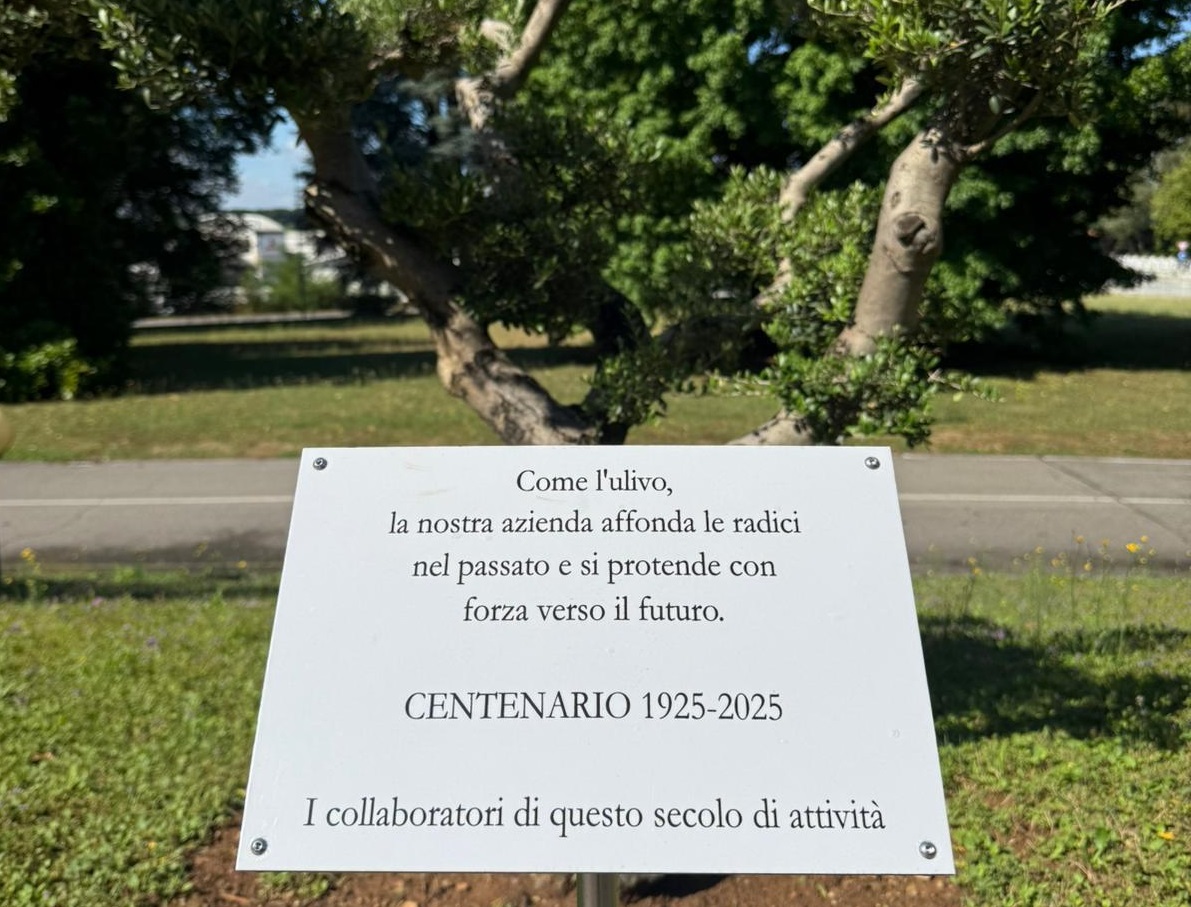 Come l'ulivo,
la nostra azienda affonda le radici
nel passato e si protende con
forza verso il futuro.
CENTENARIO 1925-2025
I collaboratori di questo secolo di attività